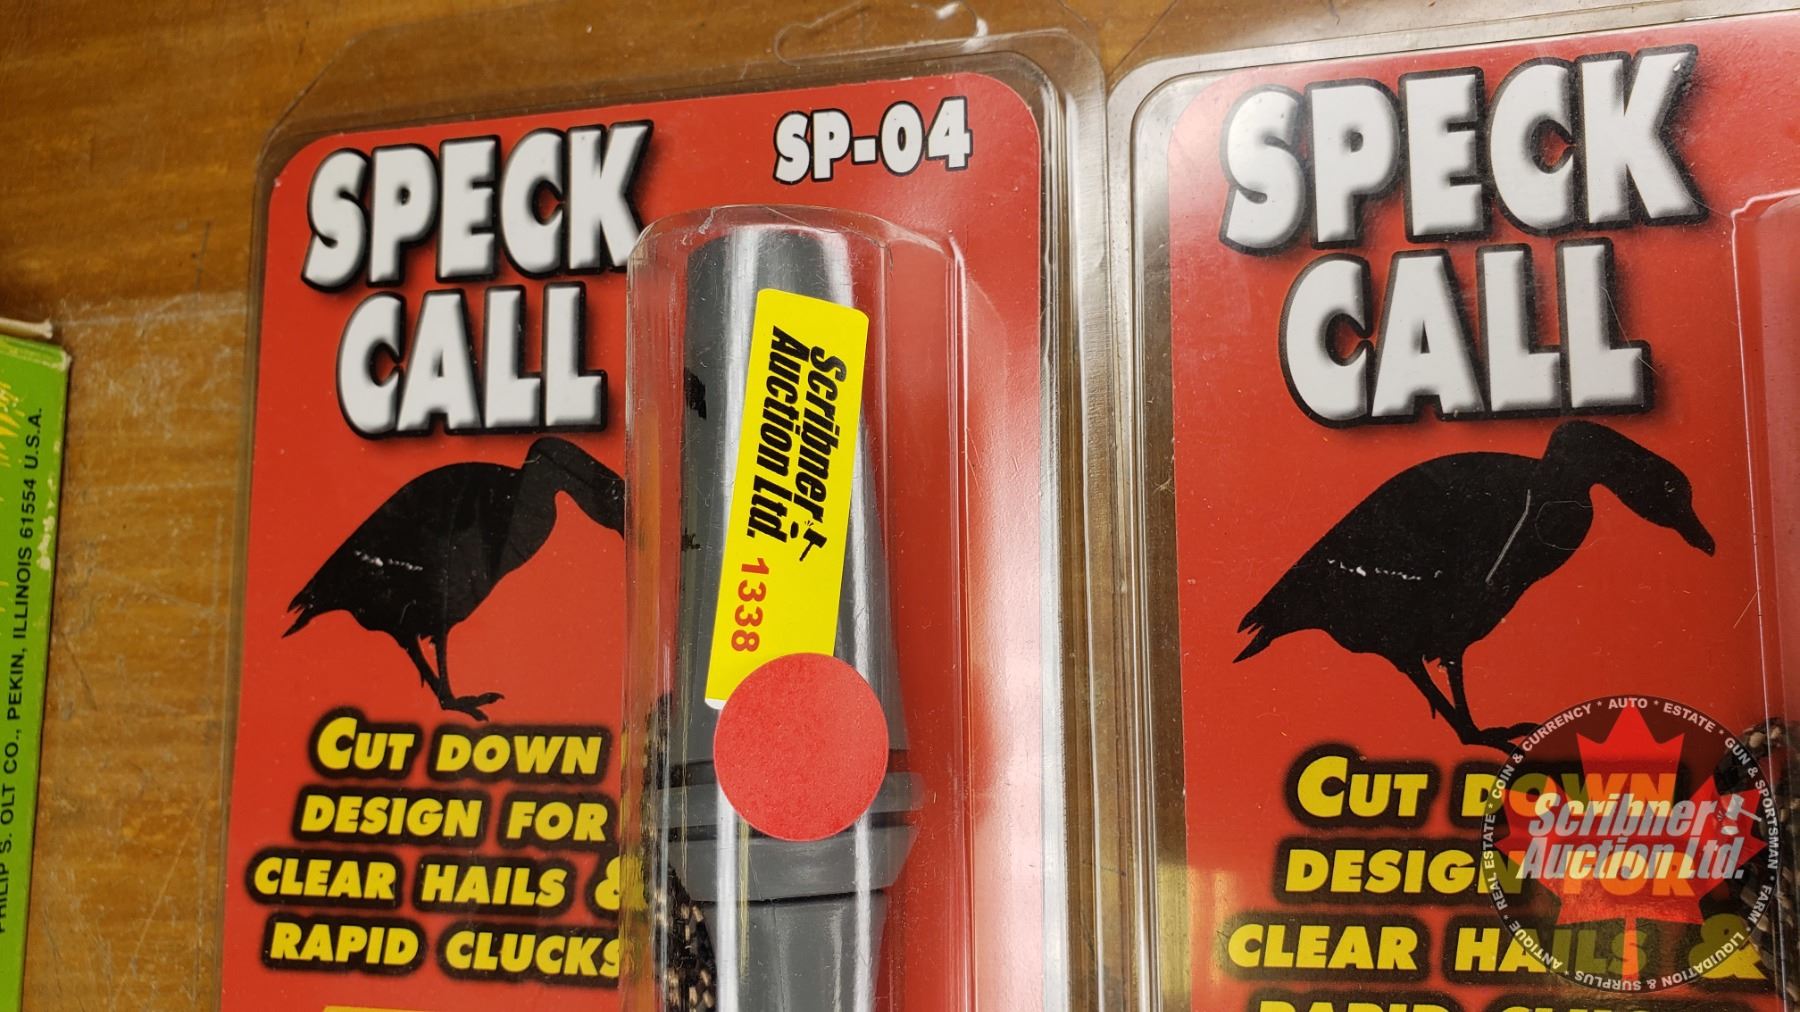 SPECK
CALL
SP-04
Scribner
Auction Ltd.
1338
CUT DOWN
DESIGN FOR
CLEAR HAILS &
RAPID CLUCKS
SPECK
CALL
CUT DOWN
DESIGN FOR
CLEAR HAILS &
RAPID
PHILIP S. OLT CO., PEKIN, ILLINOIS 61554 U.S.A.
Scribner
Auction Ltd.
ANTIQUE * REAL ESTATE * COIN & CURRENCY * AUTO * ESTATE * GUN & SPORTSMAN * FARM * LIQUIDATION & SURPLUS *